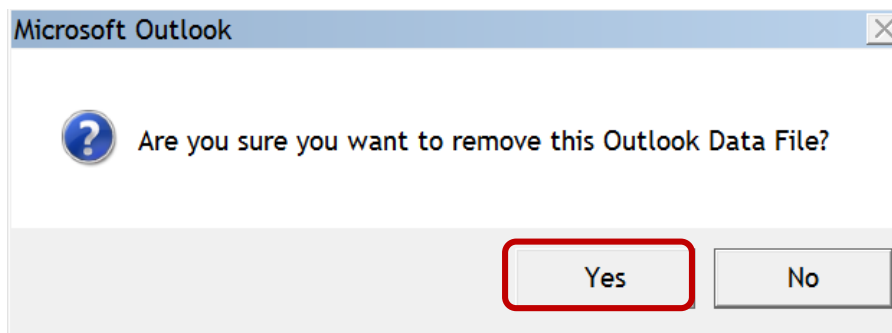 Microsoft Outlook
Are you sure you want to remove this Outlook Data File?
Yes
No